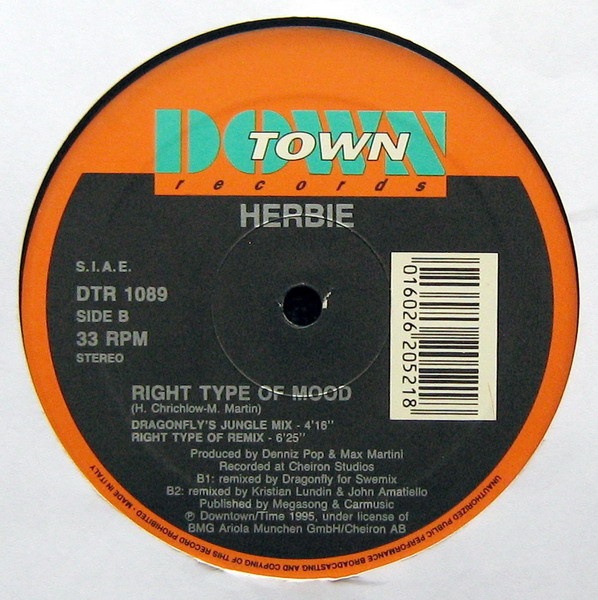 DOWN TOWN
records
HERBIE
S.I.A.E.
DTR 1089
SIDE B
33 RPM
STEREO
016026 205218
RIGHT TYPE OF MOOD
(H. Chrichlow-M. Martin)
DRAGONFLY'S JUNGLE MIX - 4'16"
RIGHT TYPE OF REMIX - 6'25"
Produced by Denniz Pop & Max Martini
Recorded at Cheiron Studios
B1: remixed by Dragonfly for Swemix
B2: remixed by Kristian Lundin & John Amatiello
Published by Megasong & Carmusic
℗ Downtown/Time 1995, under license of
BMG Ariola Munchen GmbH/Cheiron AB
UNAUTHORIZED PUBLIC PERFORMANCE BROADCASTING AND COPYING OF THIS RECORD PROHIBITED - MADE IN ITALY